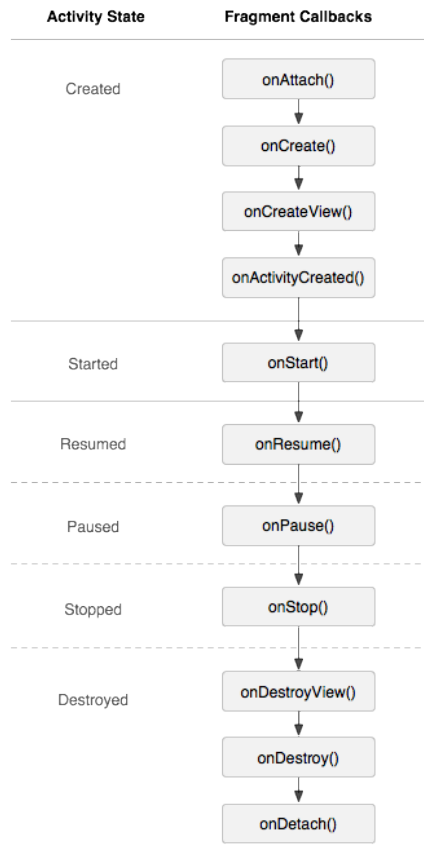 Activity State Fragment Callbacks
Created
onAttach()
onCreate()
onCreateView()
onActivityCreated()
Started
onStart()
Resumed
onResume()
Paused
onPause()
Stopped
onStop()
Destroyed
onDestroyView()
onDestroy()
onDetach()